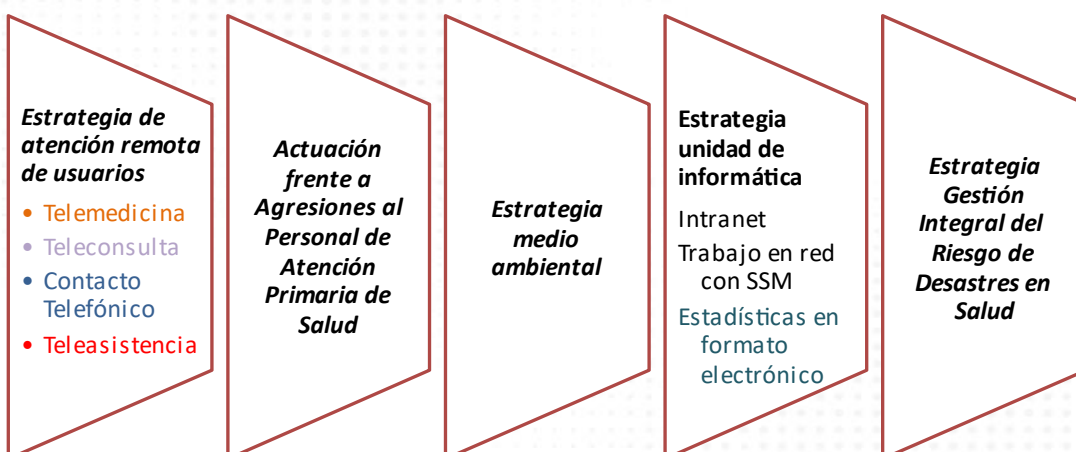 Estrategia de
atención remota
de usuarios
• Telemedicina
• Teleconsulta
• Contacto
Telefónico
• Teleasistencia
Actuación
frente a
Agresiones al
Personal de
Atención
Primaria de
Salud
Estrategia
medio
ambiental
Estrategia
unidad de
informática
Intranet
Trabajo en red
con SSM
Estadísticas en
formato
electrónico
Estrategia
Gestión
Integral del
Riesgo de
Desastres en
Salud